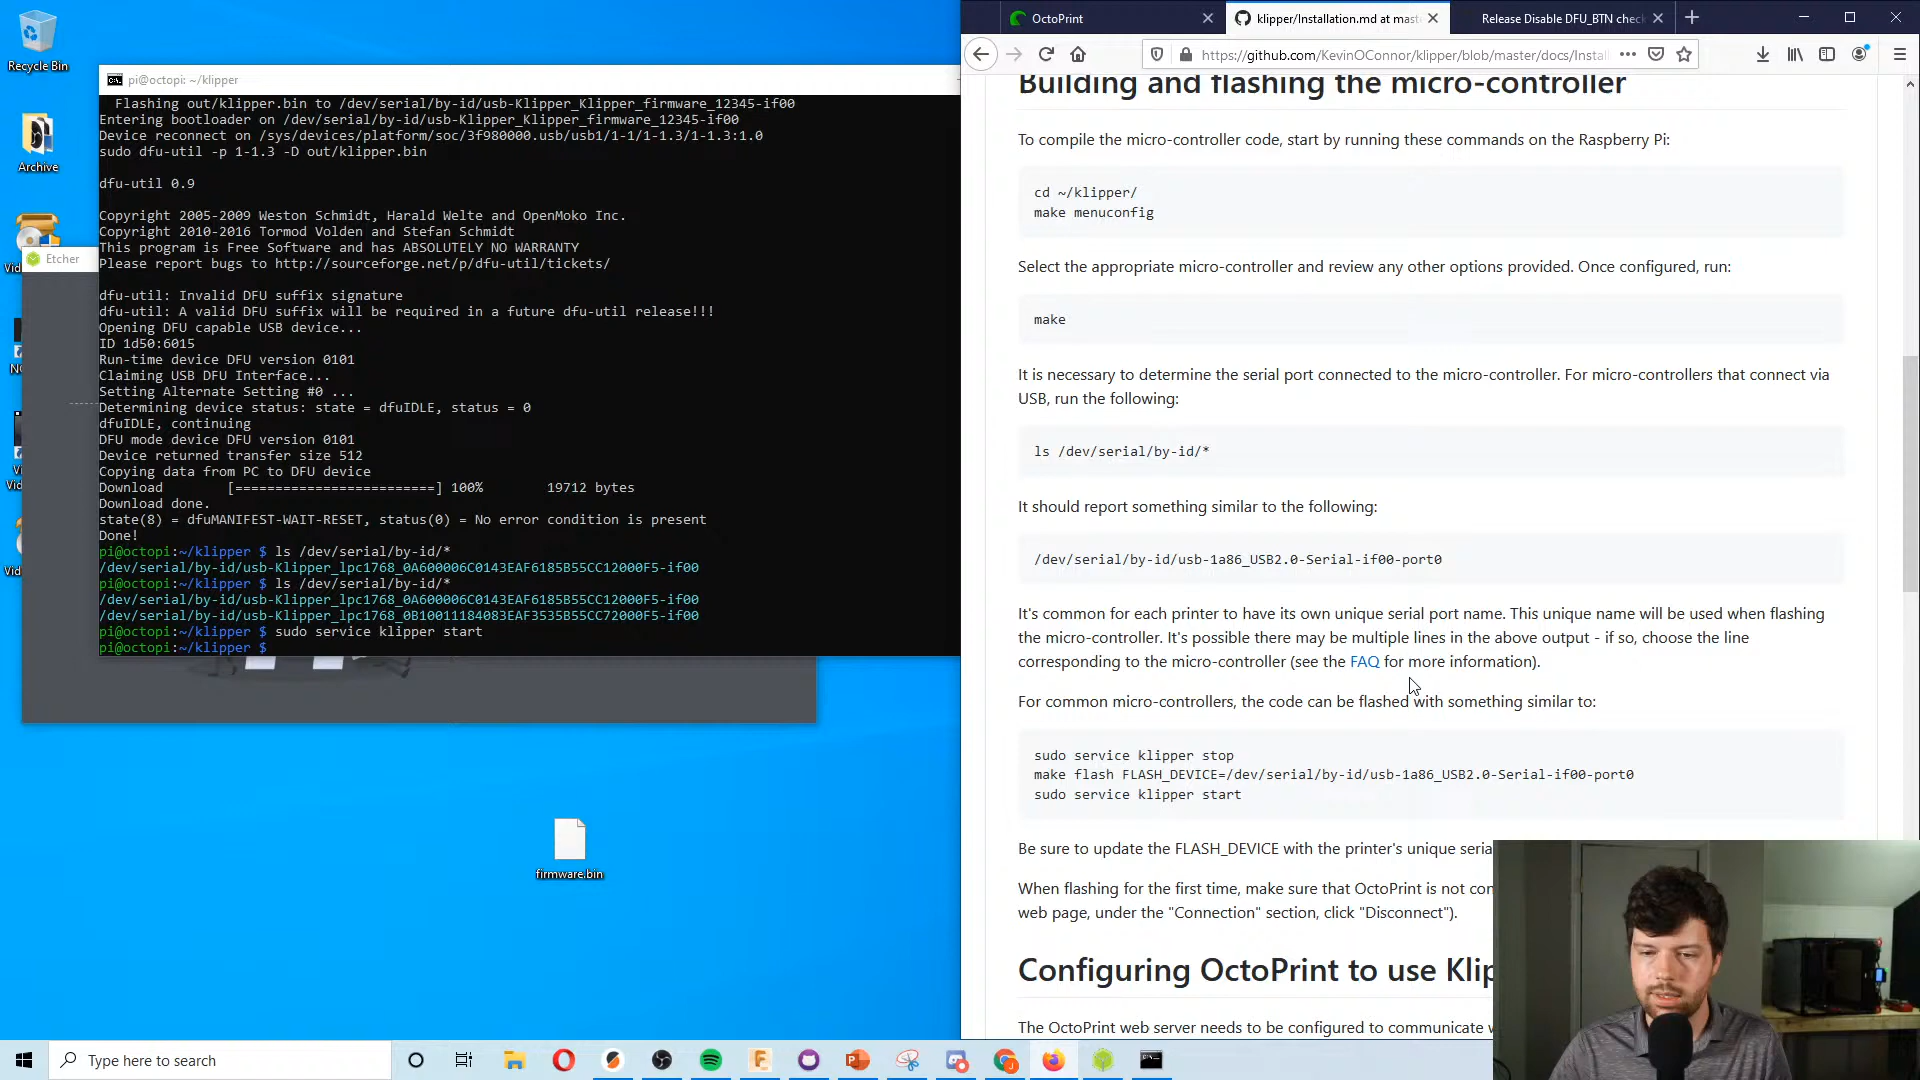 Recycle Bin
Archive
Etcher
pi@octopi: ~/klipper
Flashing out/klipper.bin to /dev/serial/by-id/usb-Klipper_Klipper_firmware_12345-if00
Entering bootloader on /dev/serial/by-id/usb-Klipper_Klipper_firmware_12345-if00
Device reconnect on /sys/devices/platform/soc/3f980000.usb/usb1/1-1/1-1.3/1-1.3:1.0
sudo dfu-util -p 1-1.3 -D out/klipper.bin
dfu-util 0.9
Copyright 2005-2009 Weston Schmidt, Harald Welte and OpenMoko Inc.
Copyright 2010-2016 Tormod Volden and Stefan Schmidt
This program is Free Software and has ABSOLUTELY NO WARRANTY
Please report bugs to http://sourceforge.net/p/dfu-util/tickets/
dfu-util: Invalid DFU suffix signature
dfu-util: A valid DFU suffix will be required in a future dfu-util release!!!
Opening DFU capable USB device...
ID 1d50:6015
Run-time device DFU version 0101
Claiming USB DFU Interface...
Setting Alternate Setting #0 ...
Determining device status: state = dfuIDLE, status = 0
dfuIDLE, continuing
DFU mode device DFU version 0101
Device returned transfer size 512
Copying data from PC to DFU device
Download [=========================] 100% 19712 bytes
Download done.
state(8) = dfuMANIFEST-WAIT-RESET, status(0) = No error condition is present
Done!
pi@octopi:~/klipper $ ls /dev/serial/by-id/*
/dev/serial/by-id/usb-Klipper_lpc1768_0A600006C0143EAF6185B55CC12000F5-if00
pi@octopi:~/klipper $ ls /dev/serial/by-id/*
/dev/serial/by-id/usb-Klipper_lpc1768_0A600006C0143EAF6185B55CC12000F5-if00
/dev/serial/by-id/usb-Klipper_lpc1768_0B10011184083EAF3535B55CC72000F5-if00
pi@octopi:~/klipper $ sudo service klipper start
pi@octopi:~/klipper $
firmware.bin
Type here to search
OctoPrint
klipper/Installation.md at mast
Release Disable DFU_BTN chec
https://github.com/KevinOConnor/klipper/blob/master/docs/Instal
Building and flashing the micro-controller
To compile the micro-controller code, start by running these commands on the Raspberry Pi:
cd ~/klipper/
make menuconfig
Select the appropriate micro-controller and review any other options provided. Once configured, run:
make
It is necessary to determine the serial port connected to the micro-controller. For micro-controllers that connect via
USB, run the following:
ls /dev/serial/by-id/*
It should report something similar to the following:
/dev/serial/by-id/usb-1a86_USB2.0-Serial-if00-port0
It's common for each printer to have its own unique serial port name. This unique name will be used when flashing
the micro-controller. It's possible there may be multiple lines in the above output - if so, choose the line
corresponding to the micro-controller (see the FAQ for more information).
For common micro-controllers, the code can be flashed with something similar to:
sudo service klipper stop
make flash FLASH_DEVICE=/dev/serial/by-id/usb-1a86_USB2.0-Serial-if00-port0
sudo service klipper start
Be sure to update the FLASH_DEVICE with the printer's unique seria
When flashing for the first time, make sure that OctoPrint is not con
web page, under the "Connection" section, click "Disconnect").
Configuring OctoPrint to use Klip
The OctoPrint web server needs to be configured to communicate w